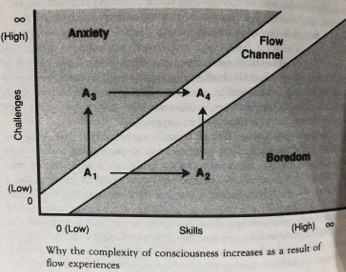 ∞
(High)
Anxiety
Flow
Channel
A3
A4
Challenges
Boredom
A1
A2
(Low)
0
0 (Low)
Skills
(High) ∞
Why the complexity of consciousness increases as a result of
flow experiences